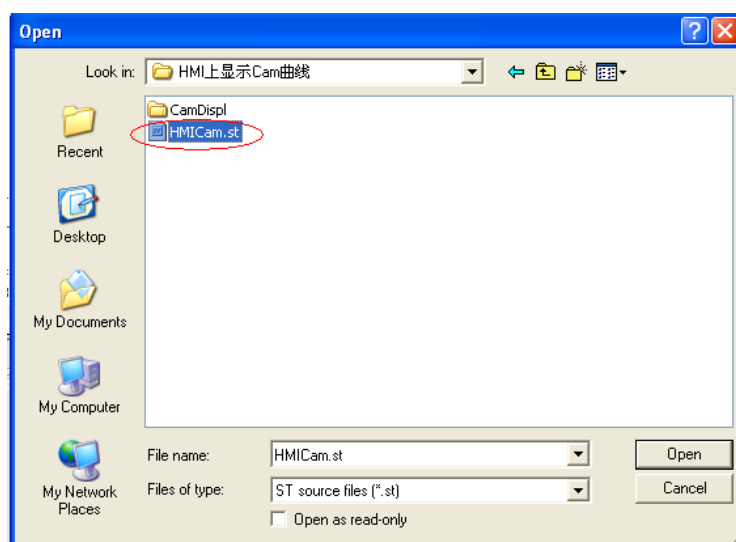 Open
Look in:
HMI上显示Cam曲线
CamDispl
HMICam.st
Recent
Desktop
My Documents
My Computer
My Network
Places
File name:
HMICam.st
Open
Files of type:
ST source files (*.st)
Cancel
Open as read-only